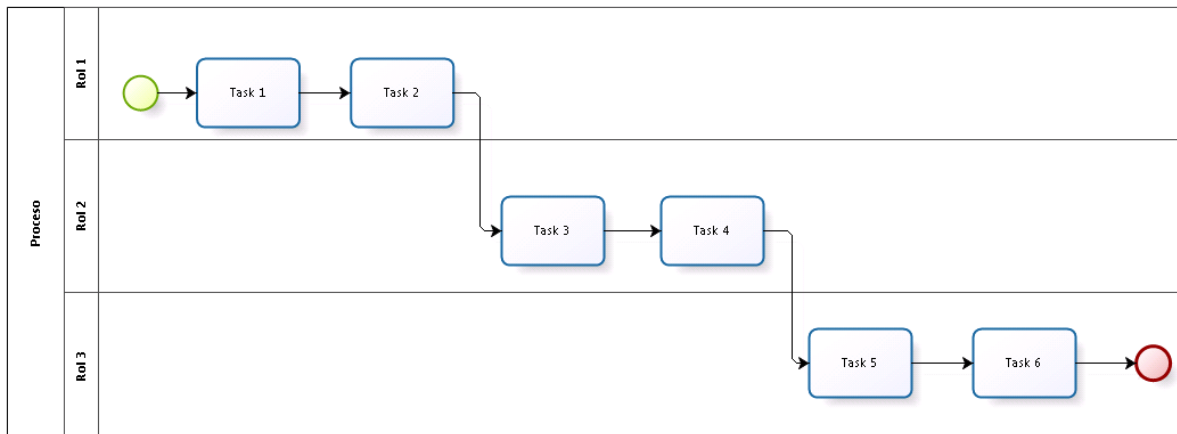 Proceso
Rol 1
Task 1
Task 2
Rol 2
Task 3
Task 4
Rol 3
Task 5
Task 6